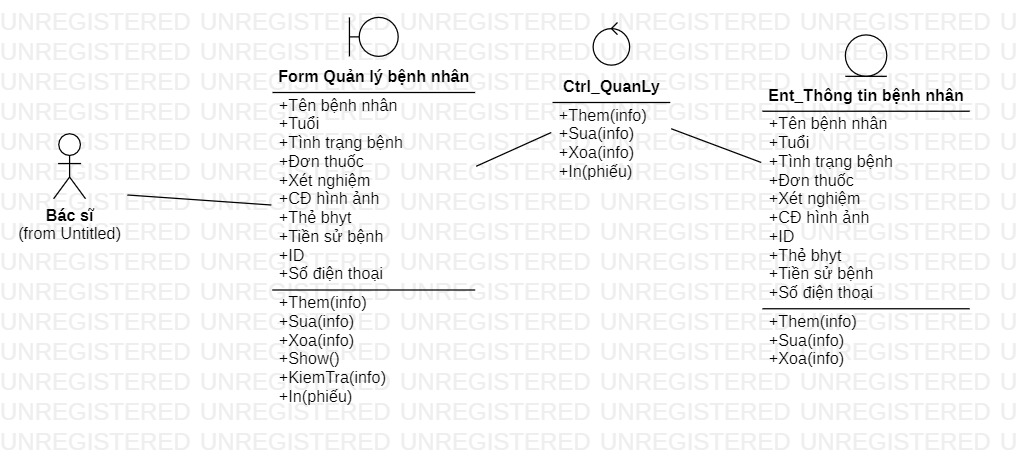 Form Quản lý bệnh nhân
+Tên bệnh nhân
+Tuổi
+Tình trạng bệnh
+Đơn thuốc
+Xét nghiệm
+CĐ hình ảnh
+Thẻ bhyt
+Tiền sử bệnh
+ID
+Số điện thoại
+Them(info)
+Sua(info)
+Xoa(info)
+Show()
+KiemTra(info)
+In(phiếu)
Bác sĩ
(from Untitled)
Ctrl_QuanLy
+Them(info)
+Sua(info)
+Xoa(info)
+In(phiếu)
Ent_Thông tin bệnh nhân
+Tên bệnh nhân
+Tuổi
+Tình trạng bệnh
+Đơn thuốc
+Xét nghiệm
+CĐ hình ảnh
+ID
+Thẻ bhyt
+Tiền sử bệnh
+Số điện thoại
+Them(info)
+Sua(info)
+Xoa(info)
UNREGISTERED UNREGISTERED UNREGISTERED UNREGISTERED UNREGISTERED U